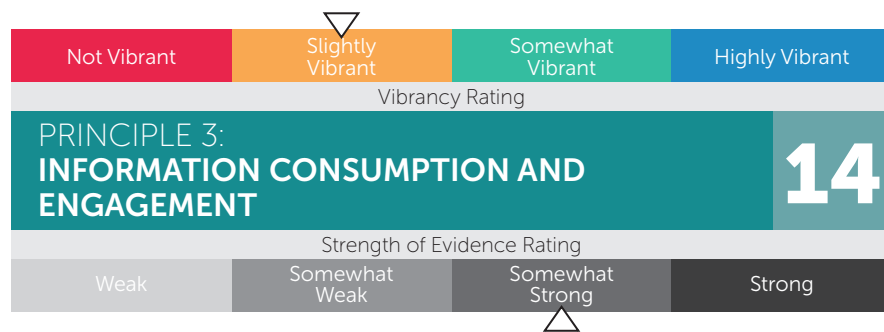 Not Vibrant
Slightly
Vibrant
Somewhat
Vibrant
Highly Vibrant
Vibrancy Rating
PRINCIPLE 3:
INFORMATION CONSUMPTION AND
ENGAGEMENT
14
Strength of Evidence Rating
Weak
Somewhat
Weak
Somewhat
Strong
Strong